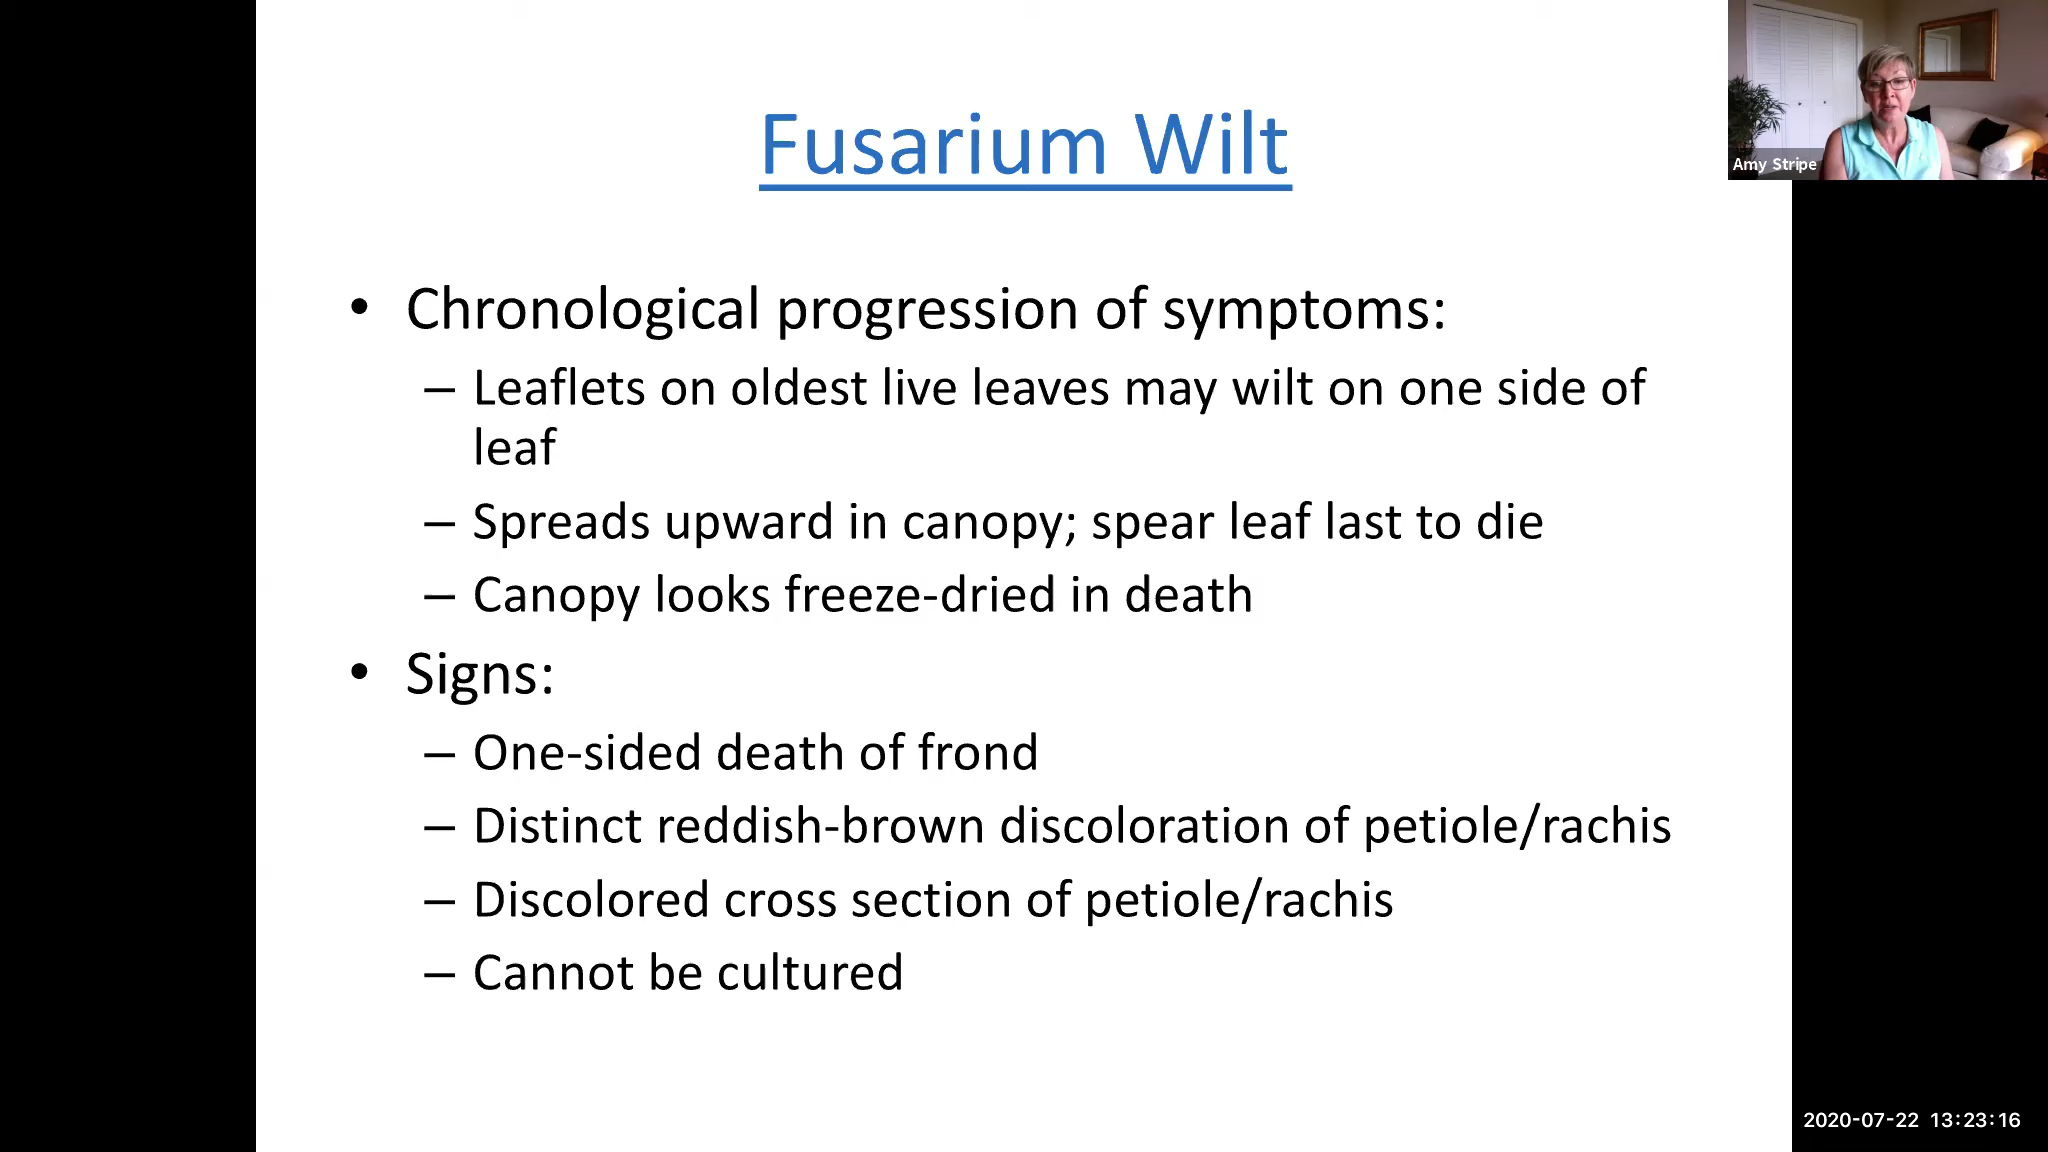 Fusarium Wilt
Amy Stripe
• Chronological progression of symptoms:
– Leaflets on oldest live leaves may wilt on one side of
leaf
– Spreads upward in canopy; spear leaf last to die
– Canopy looks freeze-dried in death
• Signs:
– One-sided death of frond
– Distinct reddish-brown discoloration of petiole/rachis
– Discolored cross section of petiole/rachis
– Cannot be cultured
2020-07-22 13:23:16